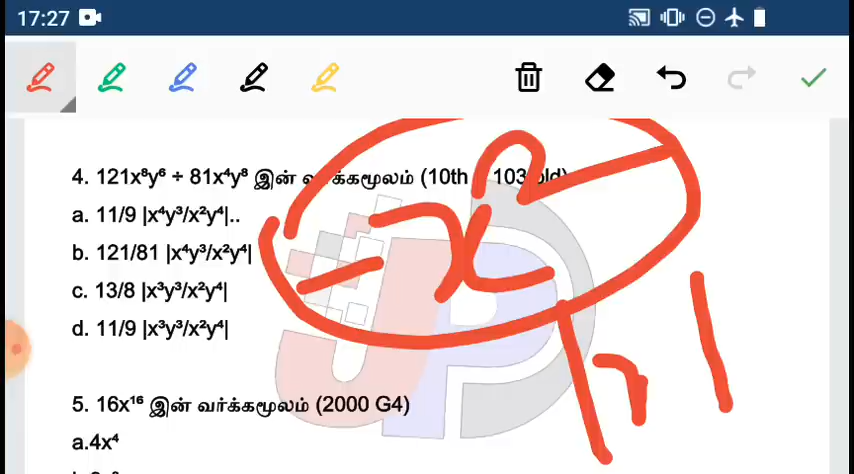 17:27
4. 121x⁸y⁶ ÷ 81x⁴y⁸ இன் வர்க்கமூலம் (10th 103 old)
a. 11/9 |x⁴y³/x²y⁴|..
b. 121/81 |x⁴y³/x²y⁴|
c. 13/8 |x³y³/x²y⁴|
d. 11/9 |x³y³/x²y⁴|
5. 16x¹⁶ இன் வர்க்கமூலம் (2000 G4)
a.4x⁴